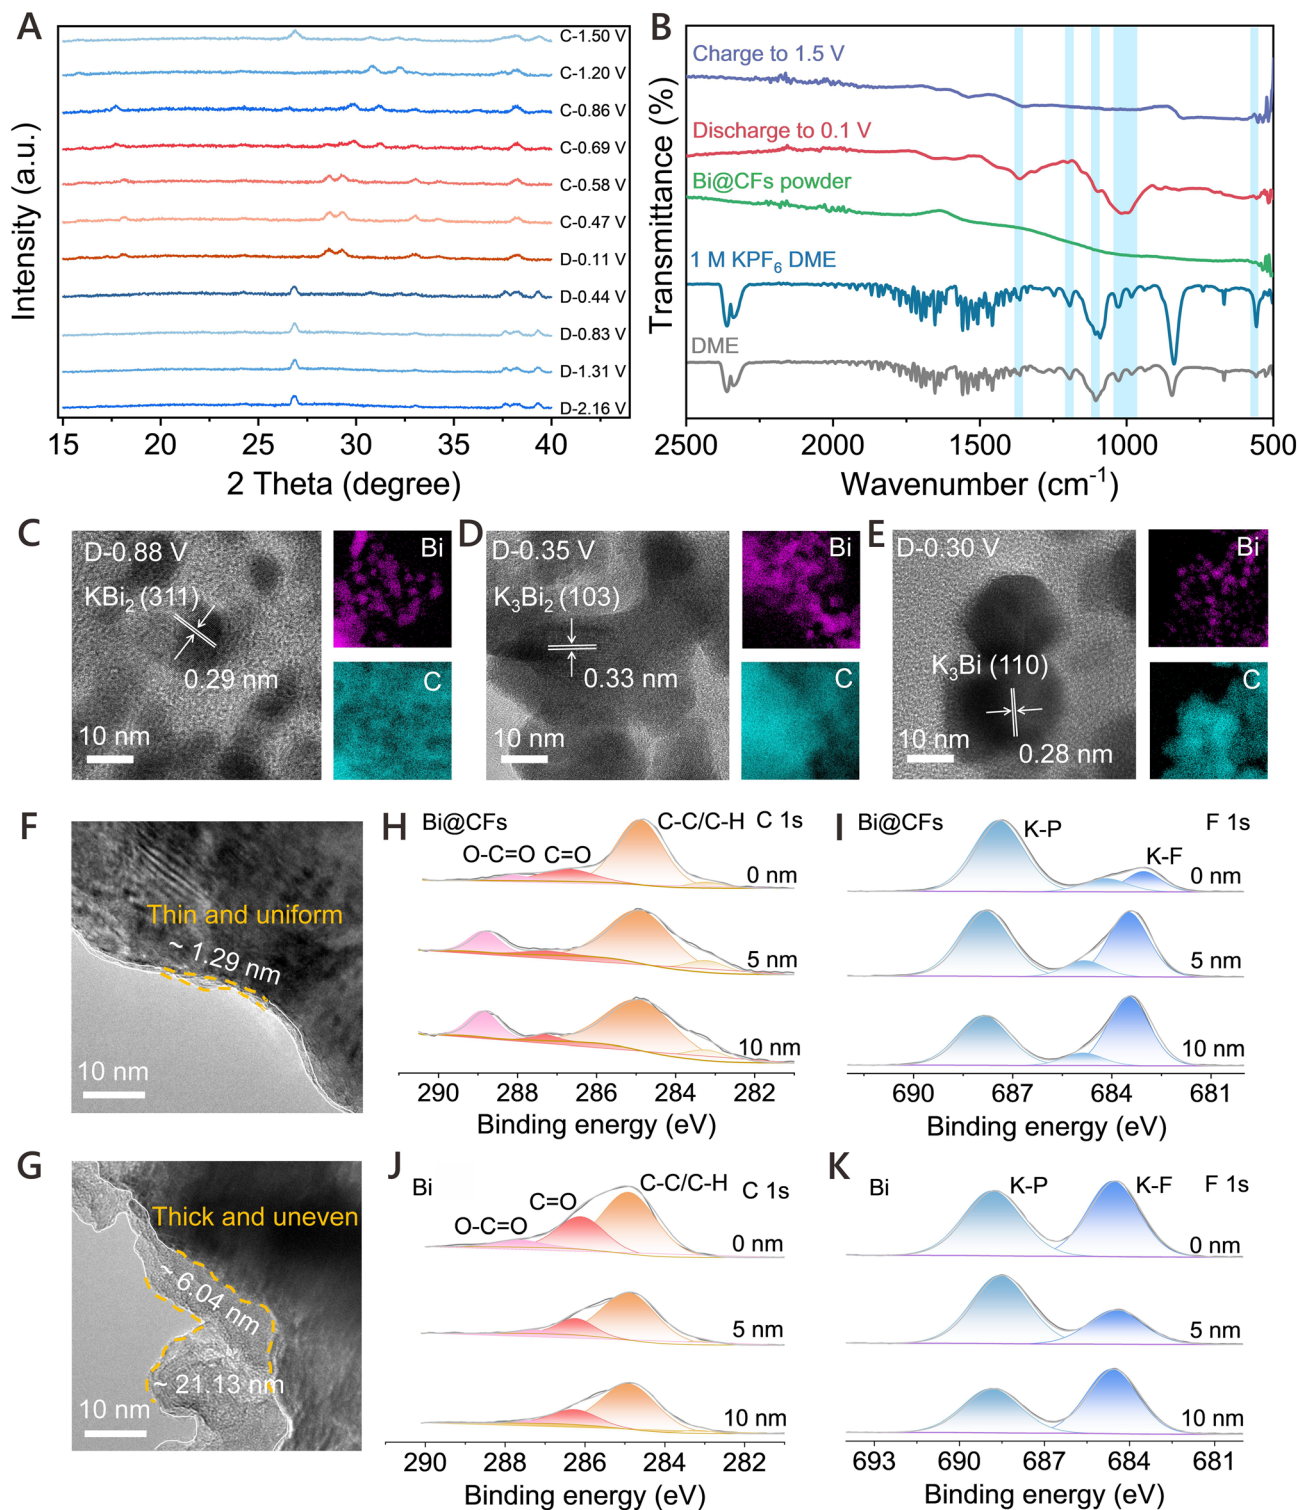 A
Intensity (a.u.)
C-1.50 V
C-1.20 V
C-0.86 V
C-0.69 V
C-0.58 V
C-0.47 V
D-0.11 V
D-0.44 V
D-0.83 V
D-1.31 V
D-2.16 V
15 20 25 30 35 40
2 Theta (degree)
B
Transmittance (%)
Charge to 1.5 V
Discharge to 0.1 V
Bi@CFs powder
1 M KPF₆ DME
DME
2500 2000 1500 1000 500
Wavenumber (cm⁻¹)
C
D-0.88 V
KBi₂ (311)
0.29 nm
10 nm
Bi
C
D
D-0.35 V
K₃Bi₂ (103)
0.33 nm
10 nm
Bi
C
E
D-0.30 V
K₃Bi (110)
0.28 nm
10 nm
Bi
C
F
Thin and uniform
~ 1.29 nm
10 nm
H
Bi@CFs
C-C/C-H C 1s
O-C=O C=O
0 nm
5 nm
10 nm
290 288 286 284 282
Binding energy (eV)
I
Bi@CFs
K-P
F 1s
K-F
0 nm
5 nm
10 nm
690 687 684 681
Binding energy (eV)
G
Thick and uneven
~ 6.04 nm
~ 21.13 nm
10 nm
J
Bi
C-C/C-H C 1s
C=O
O-C=O
0 nm
5 nm
10 nm
290 288 286 284 282
Binding energy (eV)
K
Bi
K-P
K-F
F 1s
0 nm
5 nm
10 nm
693 690 687 684 681
Binding energy (eV)